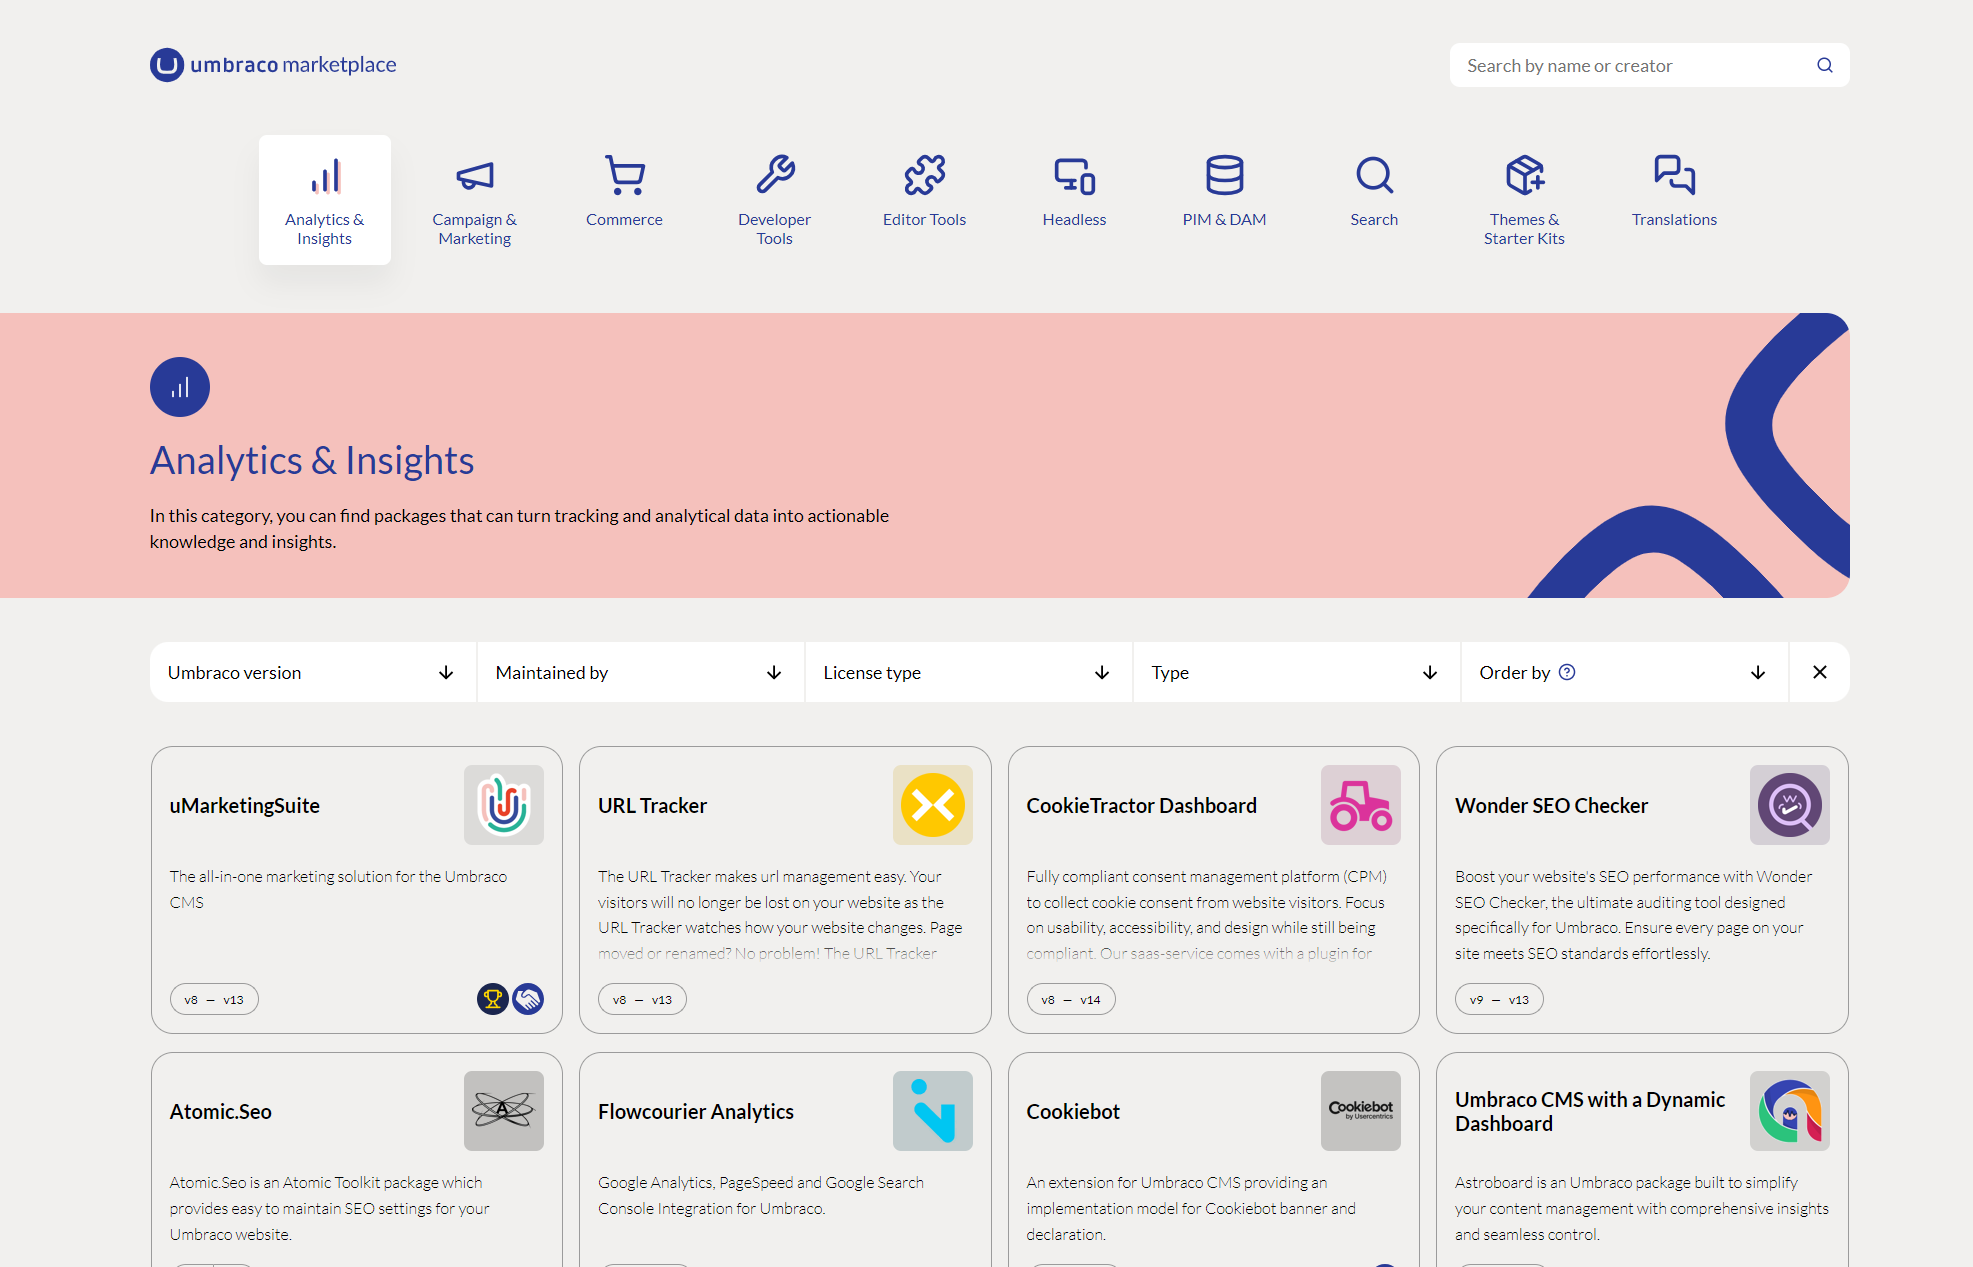 umbraco marketplace
Search by name or creator
Analytics &
Insights
Campaign &
Marketing
Commerce
Developer
Tools
Editor Tools
Headless
PIM & DAM
Search
Themes &
Starter Kits
Translations
Analytics & Insights
In this category, you can find packages that can turn tracking and analytical data into actionable
knowledge and insights.
Umbraco version
Maintained by
License type
Type
Order by
uMarketingSuite
The all-in-one marketing solution for the Umbraco
CMS
v8 – v13
URL Tracker
The URL Tracker makes url management easy. Your
visitors will no longer be lost on your website as the
URL Tracker watches how your website changes. Page
moved or renamed? No problem! The URL Tracker
v8 – v13
CookieTractor Dashboard
Fully compliant consent management platform (CPM)
to collect cookie consent from website visitors. Focus
on usability, accessibility, and design while still being
compliant. Our saas-service comes with a plugin for
v8 – v14
Wonder SEO Checker
W
Boost your website's SEO performance with Wonder
SEO Checker, the ultimate auditing tool designed
specifically for Umbraco. Ensure every page on your
site meets SEO standards effortlessly.
v9 – v13
Atomic.Seo
A
Atomic.Seo is an Atomic Toolkit package which
provides easy to maintain SEO settings for your
Umbraco website.
Flowcourier Analytics
Google Analytics, PageSpeed and Google Search
Console Integration for Umbraco.
Cookiebot
Cookiebot
by Usercentrics
An extension for Umbraco CMS providing an
implementation model for Cookiebot banner and
declaration.
Umbraco CMS with a Dynamic
Dashboard
Astroboard is an Umbraco package built to simplify
your content management with comprehensive insights
and seamless control.